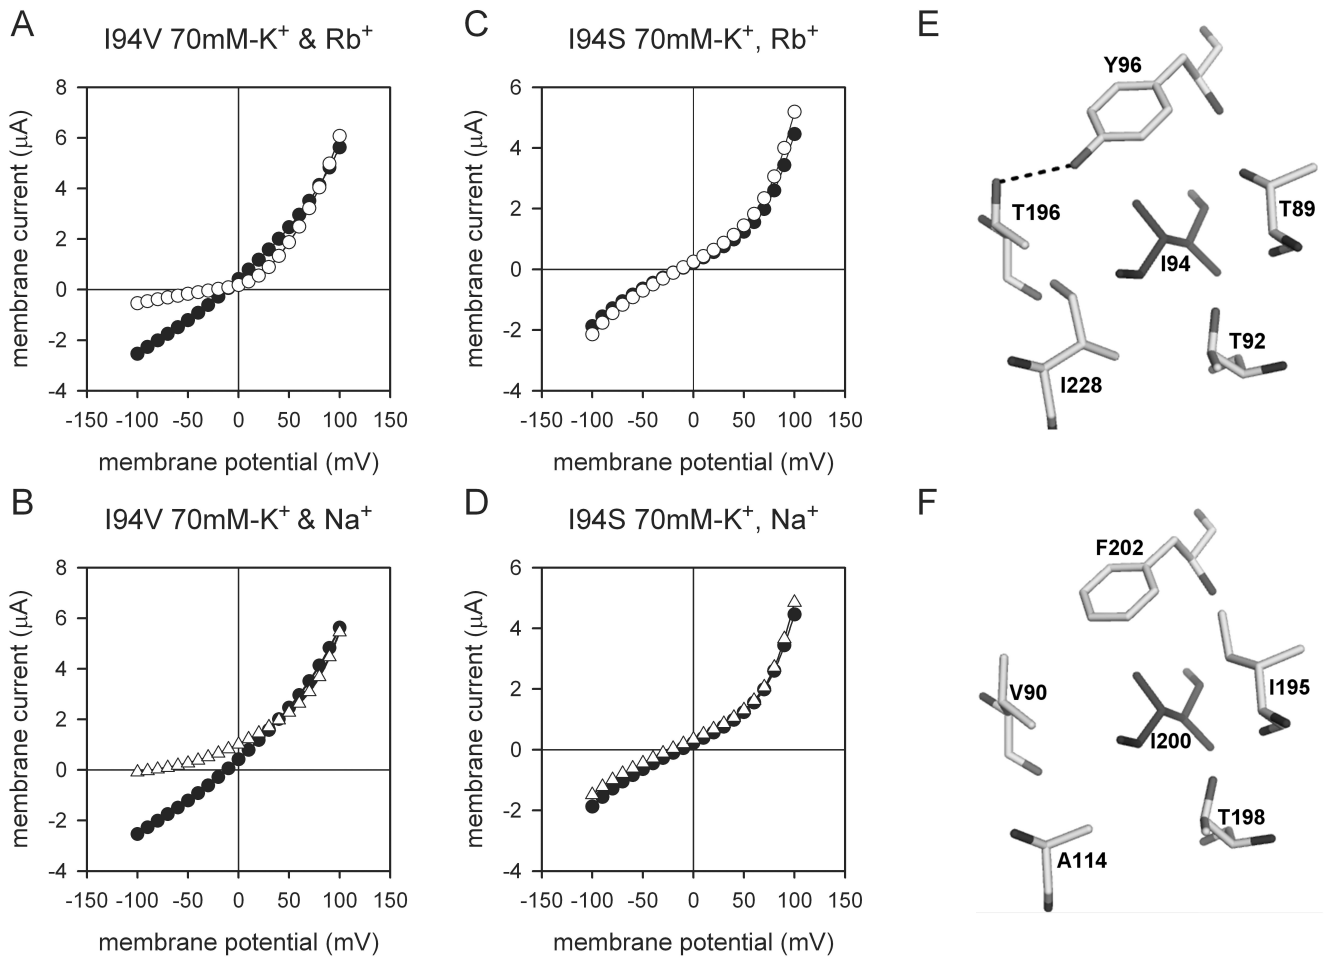 A
I94V 70mM-K⁺ & Rb⁺
8
6
4
2
0
-2
-4
-150 -100 -50 0 50 100 150
membrane current (μA)
membrane potential (mV)
C
I94S 70mM-K⁺, Rb⁺
6
4
2
0
-2
-4
-150 -100 -50 0 50 100 150
membrane current (μA)
membrane potential (mV)
E
Y96
T196
T89
I94
T92
I228
B
I94V 70mM-K⁺ & Na⁺
8
6
4
2
0
-2
-4
-150 -100 -50 0 50 100 150
membrane current (μA)
membrane potential (mV)
D
I94S 70mM-K⁺, Na⁺
6
4
2
0
-2
-4
-150 -100 -50 0 50 100 150
membrane current (μA)
membrane potential (mV)
F
F202
V90
I195
I200
T198
A114